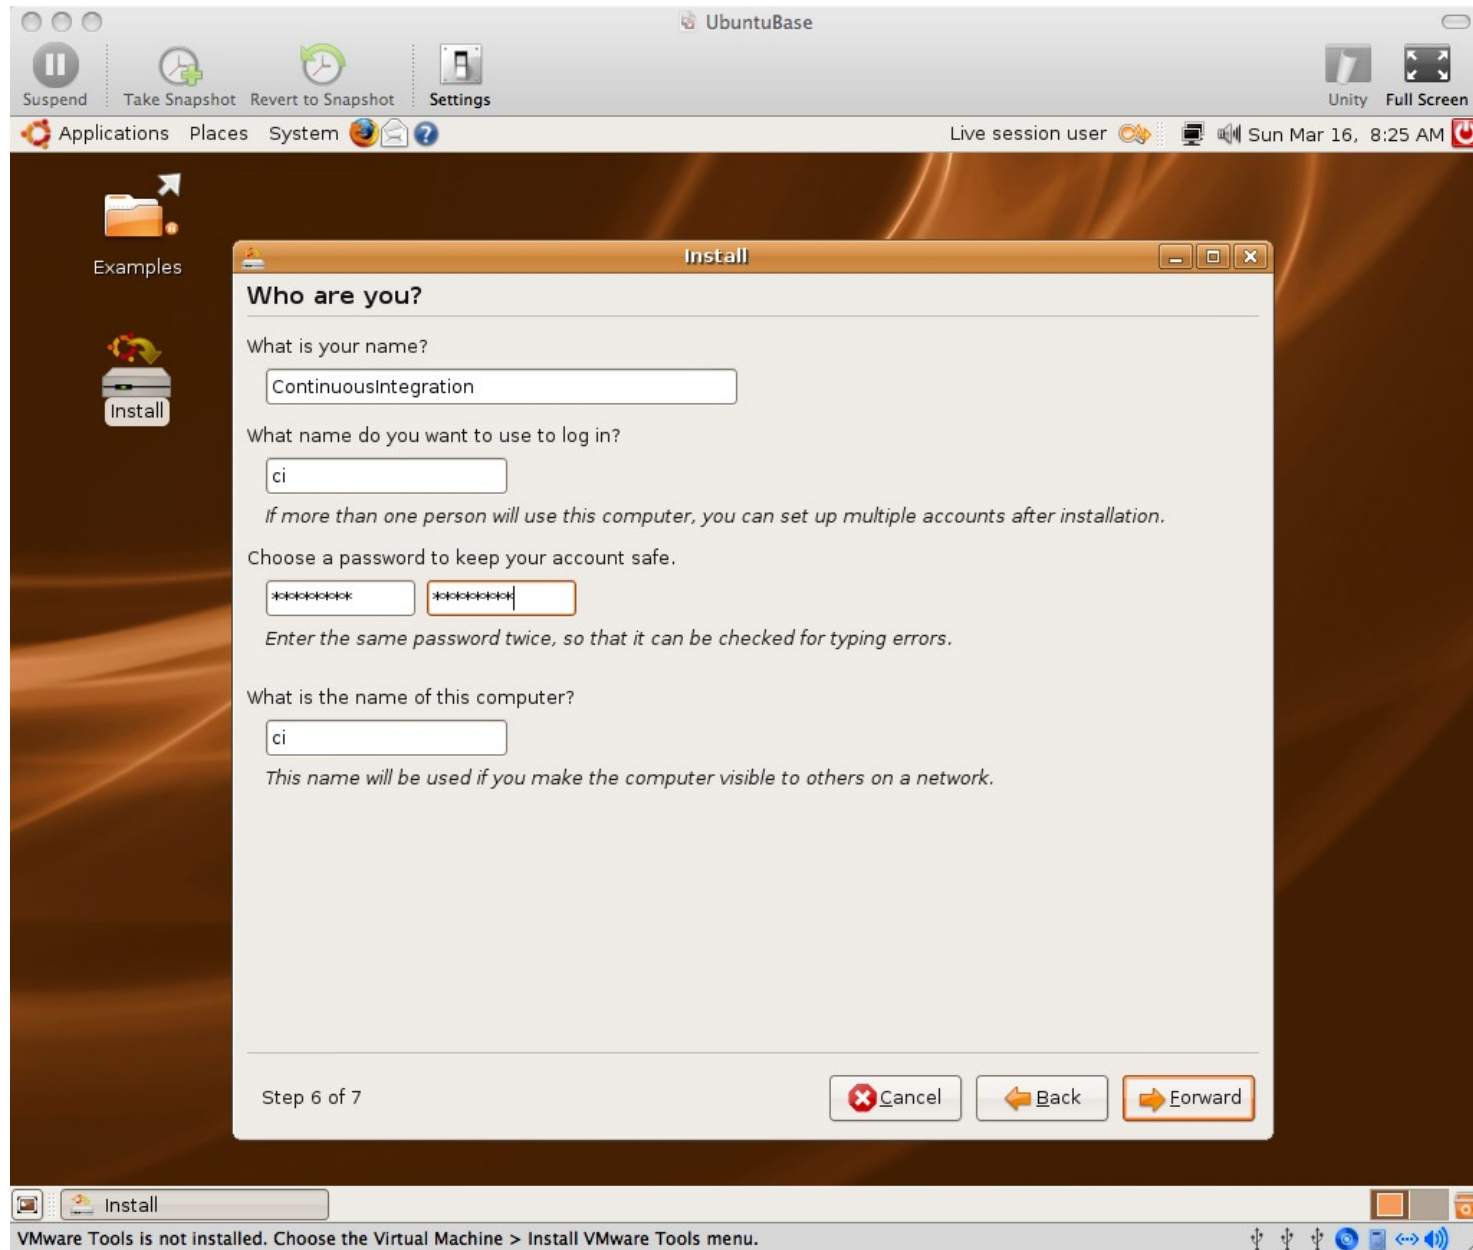 UbuntuBase
Suspend Take Snapshot Revert to Snapshot Settings Unity Full Screen
Applications Places System Live session user Sun Mar 16, 8:25 AM
Examples
Install
Install
Who are you?
What is your name?
ContinuousIntegration
What name do you want to use to log in?
ci
If more than one person will use this computer, you can set up multiple accounts after installation.
Choose a password to keep your account safe.
******** ********
Enter the same password twice, so that it can be checked for typing errors.
What is the name of this computer?
ci
This name will be used if you make the computer visible to others on a network.
Step 6 of 7 Cancel Back Forward
Install
VMware Tools is not installed. Choose the Virtual Machine > Install VMware Tools menu.